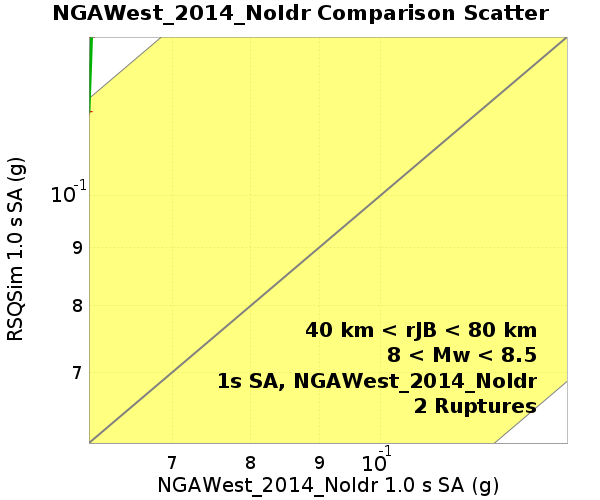 NGAWest_2014_NoIdr Comparison Scatter
RSQSim 1.0 s SA (g)
10-1
9
8
7
40 km < rJB < 80 km
8 < Mw < 8.5
1s SA, NGAWest_2014_NoIdr
2 Ruptures
7 8 9 10-1
NGAWest_2014_NoIdr 1.0 s SA (g)